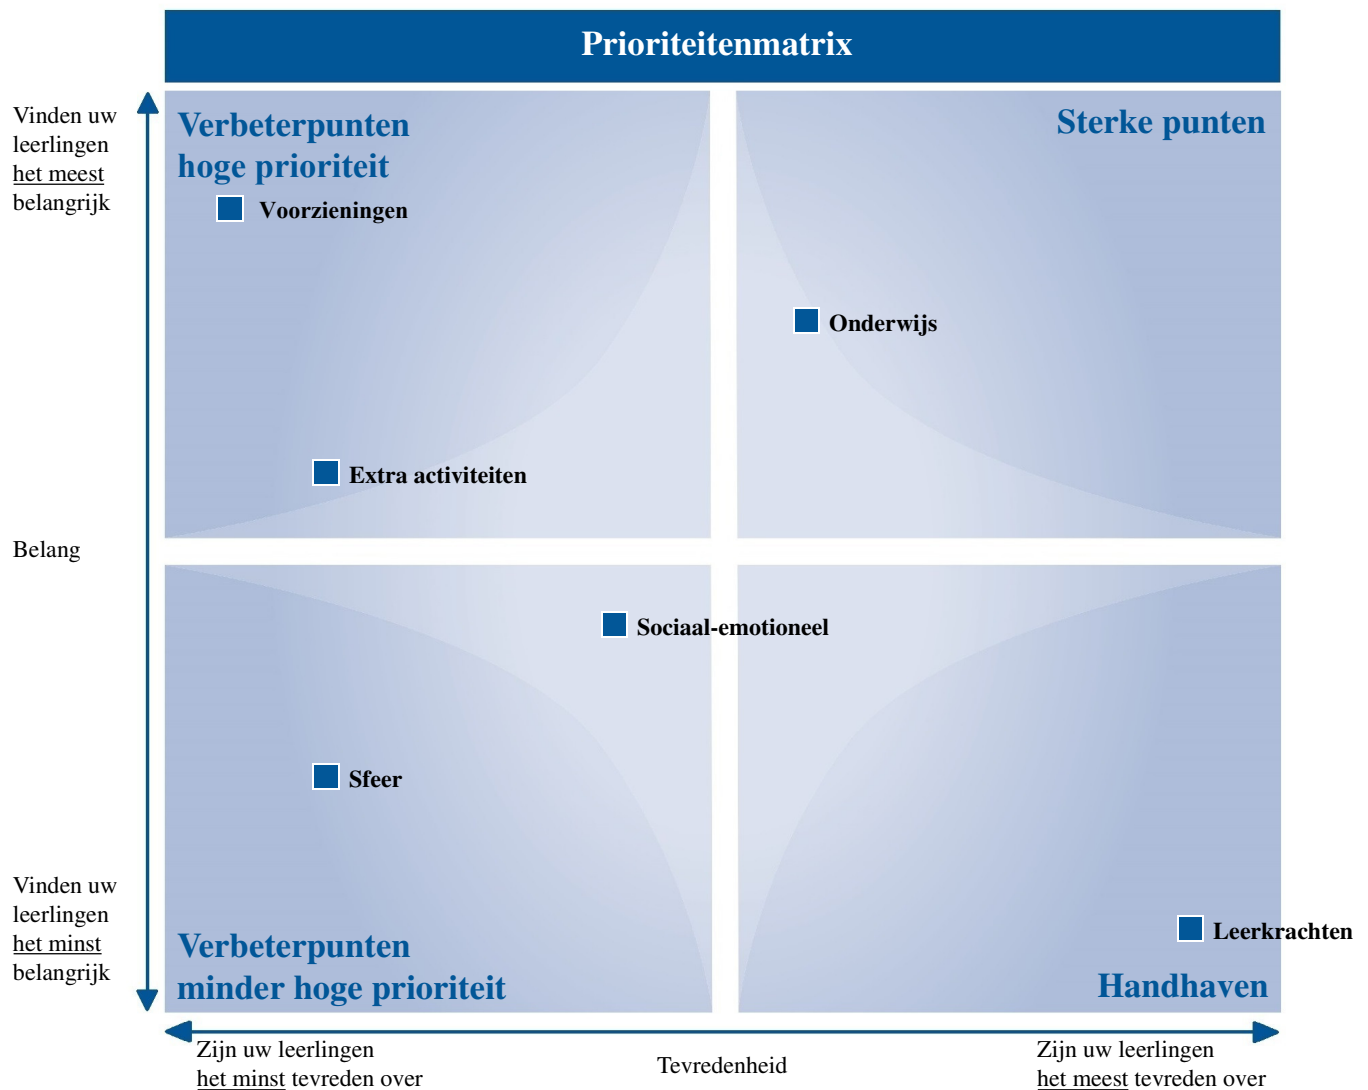 Prioriteitenmatrix
Vinden uw
leerlingen
het meest
belangrijk
Verbeterpunten
hoge prioriteit
Sterke punten
Voorzieningen
Onderwijs
Extra activiteiten
Belang
Sociaal-emotioneel
Sfeer
Vinden uw
leerlingen
het minst
belangrijk
Verbeterpunten
minder hoge prioriteit
Leerkrachten
Handhaven
Zijn uw leerlingen
het minst tevreden over
Tevredenheid
Zijn uw leerlingen
het meest tevreden over